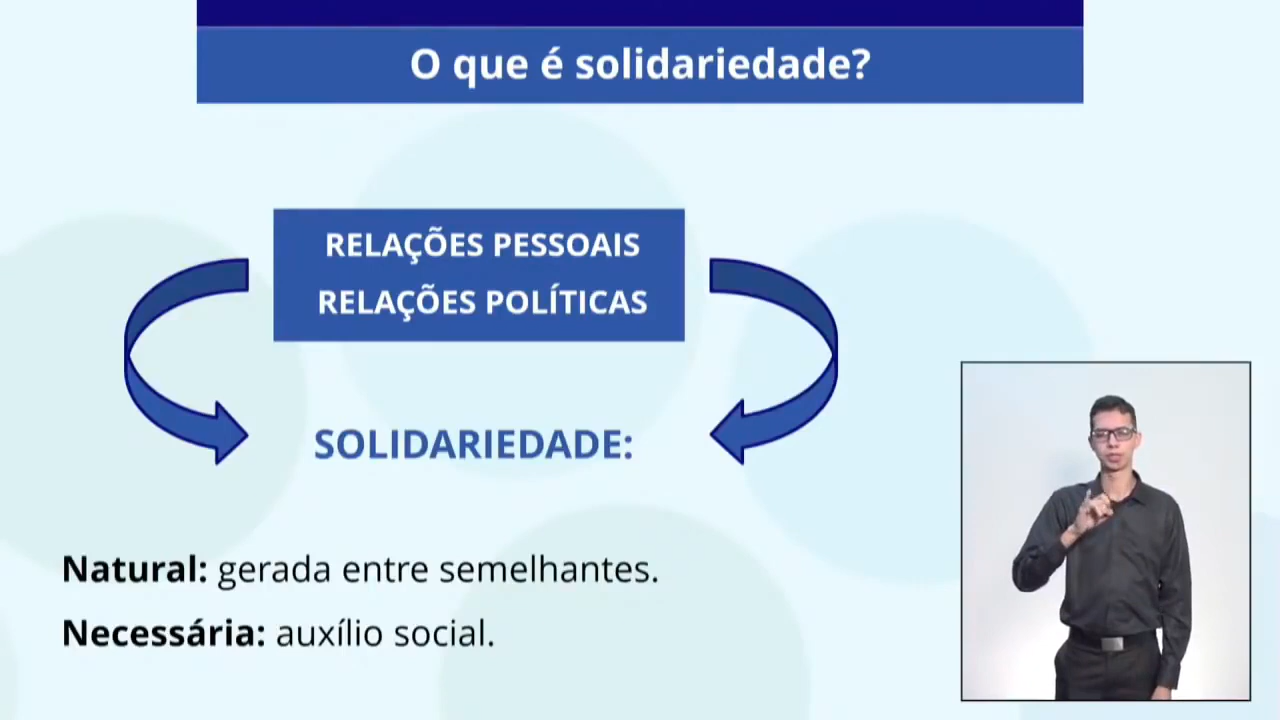 O que é solidariedade?
RELAÇÕES PESSOAIS
RELAÇÕES POLÍTICAS
SOLIDARIEDADE:
Natural: gerada entre semelhantes.
Necessária: auxílio social.